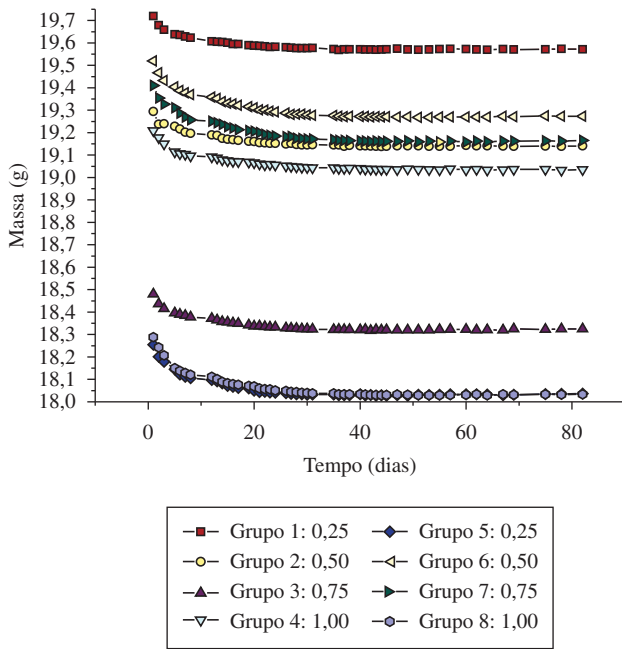 19,7
19,6
19,5
19,4
19,3
19,2
19,1
19,0
18,9
18,8
18,7
18,6
18,5
18,4
18,3
18,2
18,1
18,0
Massa (g)
0 20 40 60 80
Tempo (dias)
Grupo 1: 0,25 Grupo 5: 0,25
Grupo 2: 0,50 Grupo 6: 0,50
Grupo 3: 0,75 Grupo 7: 0,75
Grupo 4: 1,00 Grupo 8: 1,00